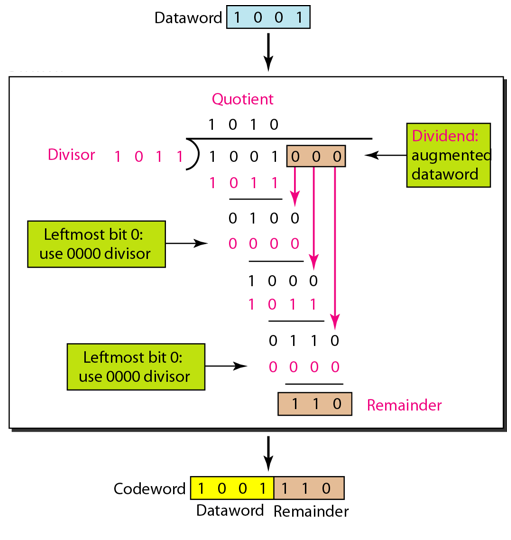 Dataword 1 0 0 1
Quotient
1 0 1 0
Divisor 1 0 1 1 1 0 0 1 0 0 0
Dividend:
augmented
dataword
1 0 1 1
0 1 0 0
Leftmost bit 0:
use 0000 divisor
0 0 0 0
1 0 0 0
1 0 1 1
0 1 1 0
Leftmost bit 0:
use 0000 divisor
0 0 0 0
1 1 0 Remainder
Codeword 1 0 0 1 1 1 0
Dataword Remainder